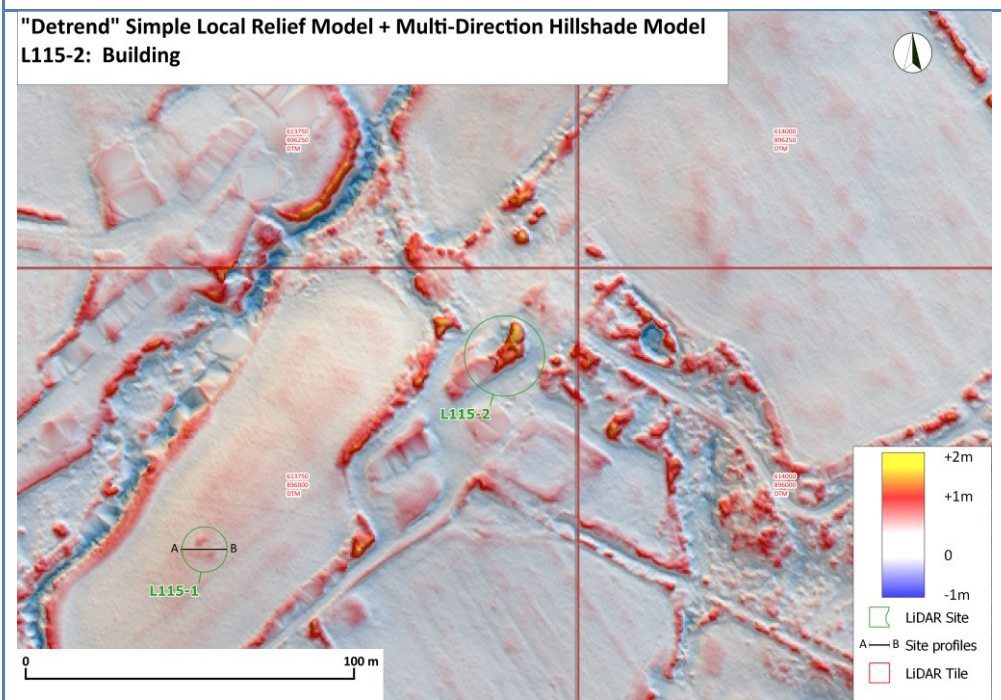 "Detrend" Simple Local Relief Model + Multi-Direction Hillshade Model
L115-2:  Building
613750
896250
DTM
614000
896250
DTM
L115-2
613750
896000
DTM
614000
896000
DTM
A B
L115-1
+2m
+1m
0
-1m
LiDAR Site
A B Site profiles
LiDAR Tile
0 100 m